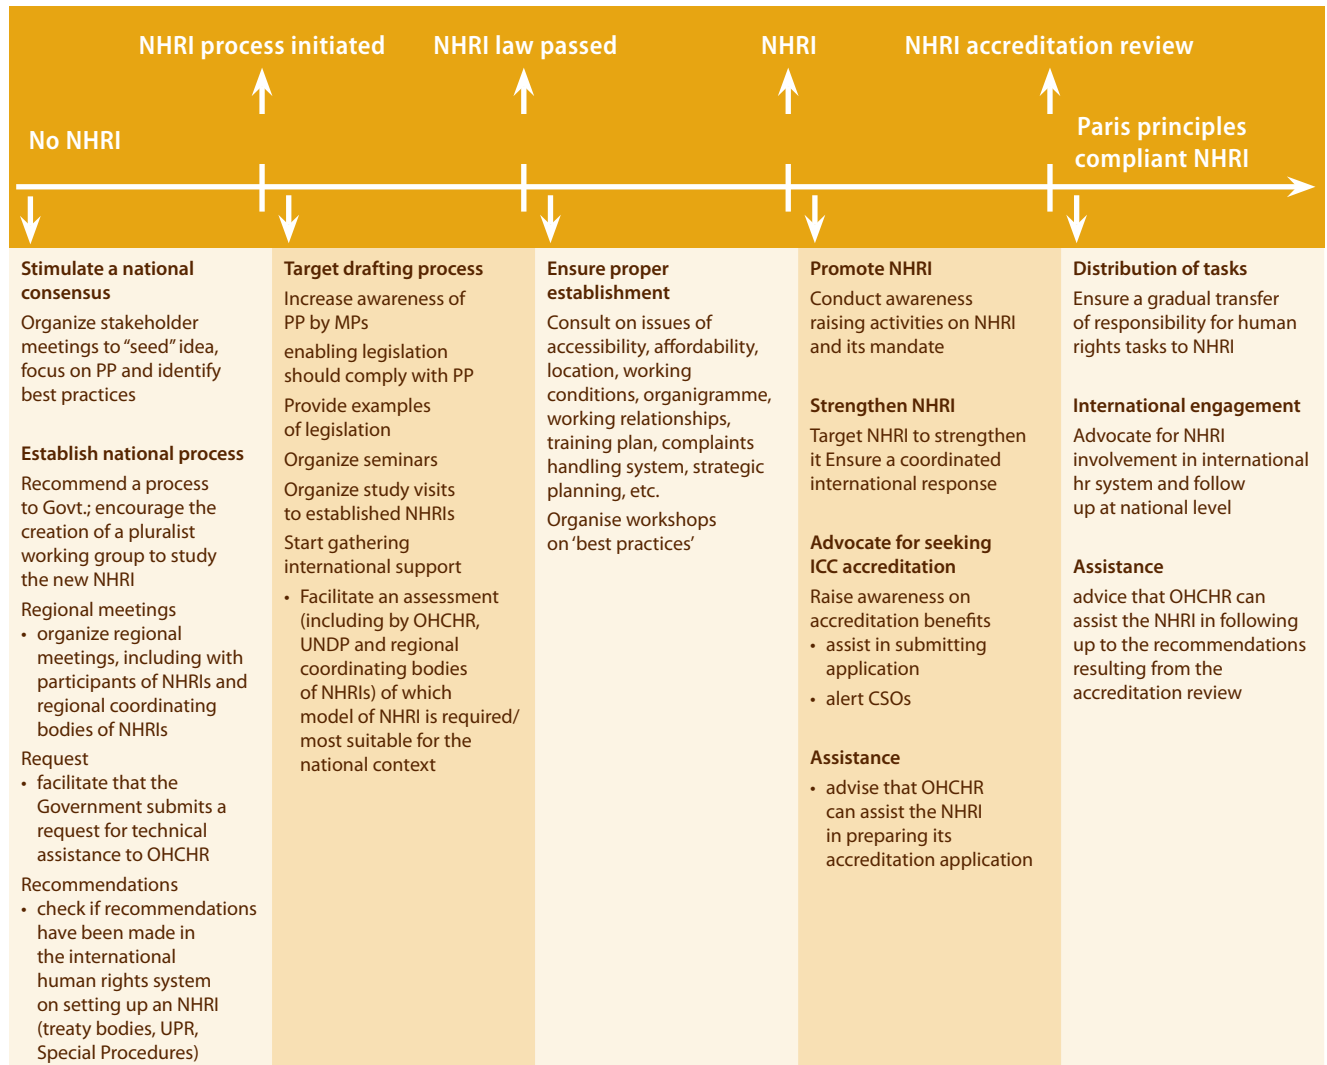 NHRI process initiated
NHRI law passed
NHRI
NHRI accreditation review
No NHRI
Paris principles
compliant NHRI
Stimulate a national
consensus
Organize stakeholder
meetings to “seed” idea,
focus on PP and identify
best practices
Establish national process
Recommend a process
to Govt.; encourage the
creation of a pluralist
working group to study
the new NHRI
Regional meetings
• organize regional
meetings, including with
participants of NHRIs and
regional coordinating
bodies of NHRIs
Request
• facilitate that the
Government submits a
request for technical
assistance to OHCHR
Recommendations
• check if recommendations
have been made in
the international
human rights system
on setting up an NHRI
(treaty bodies, UPR,
Special Procedures)
Target drafting process
Increase awareness of
PP by MPs
enabling legislation
should comply with PP
Provide examples
of legislation
Organize seminars
Organize study visits
to established NHRIs
Start gathering
international support
• Facilitate an assessment
(including by OHCHR,
UNDP and regional
coordinating bodies
of NHRIs) of which
model of NHRI is required/
most suitable for the
national context
Ensure proper
establishment
Consult on issues of
accessibility, affordability,
location, working
conditions, organigramme,
working relationships,
training plan, complaints
handling system, strategic
planning, etc.
Organise workshops
on ‘best practices’
Promote NHRI
Conduct awareness
raising activities on NHRI
and its mandate
Strengthen NHRI
Target NHRI to strengthen
it Ensure a coordinated
international response
Advocate for seeking
ICC accreditation
Raise awareness on
accreditation benefits
• assist in submitting
application
• alert CSOs
Assistance
• advise that OHCHR
can assist the NHRI
in preparing its
accreditation application
Distribution of tasks
Ensure a gradual transfer
of responsibility for human
rights tasks to NHRI
International engagement
Advocate for NHRI
involvement in international
hr system and follow
up at national level
Assistance
advice that OHCHR can
assist the NHRI in following
up to the recommendations
resulting from the
accreditation review